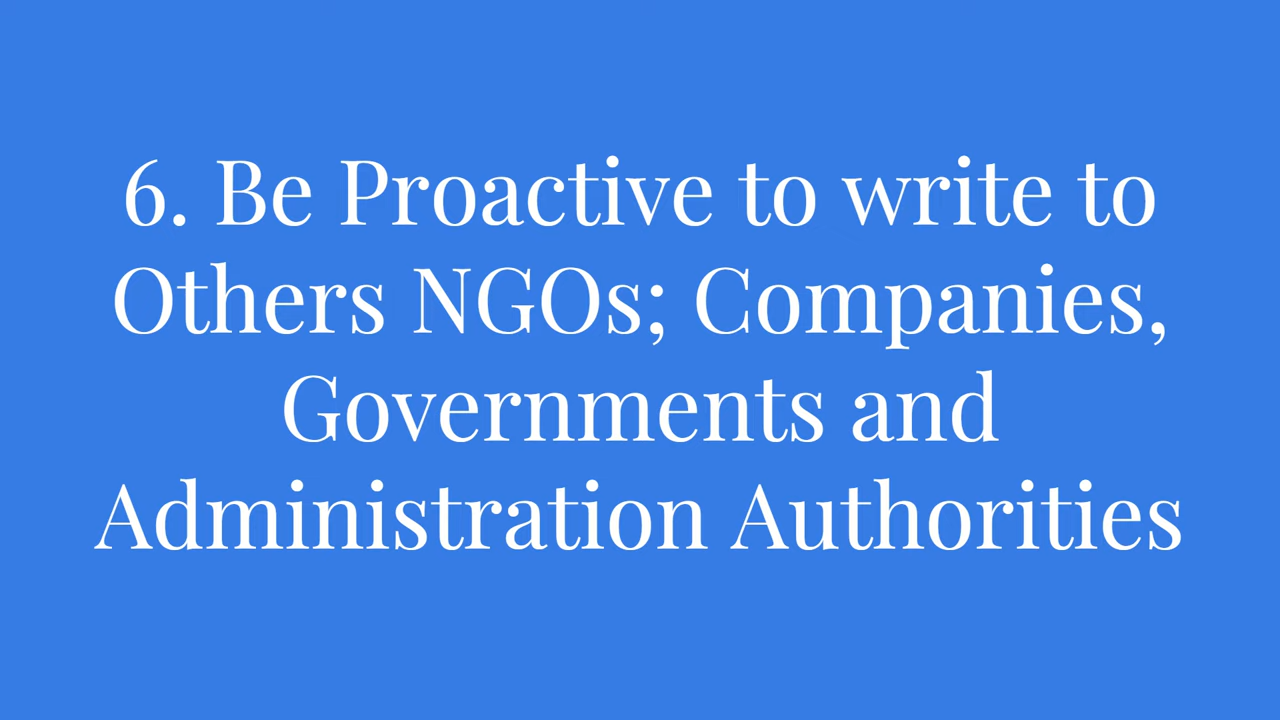 6. Be Proactive to write to
Others NGOs; Companies,
Governments and
Administration Authorities